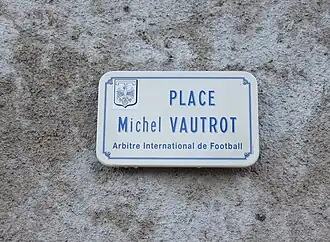 PLACE
Michel VAUTROT
Arbitre International de Football